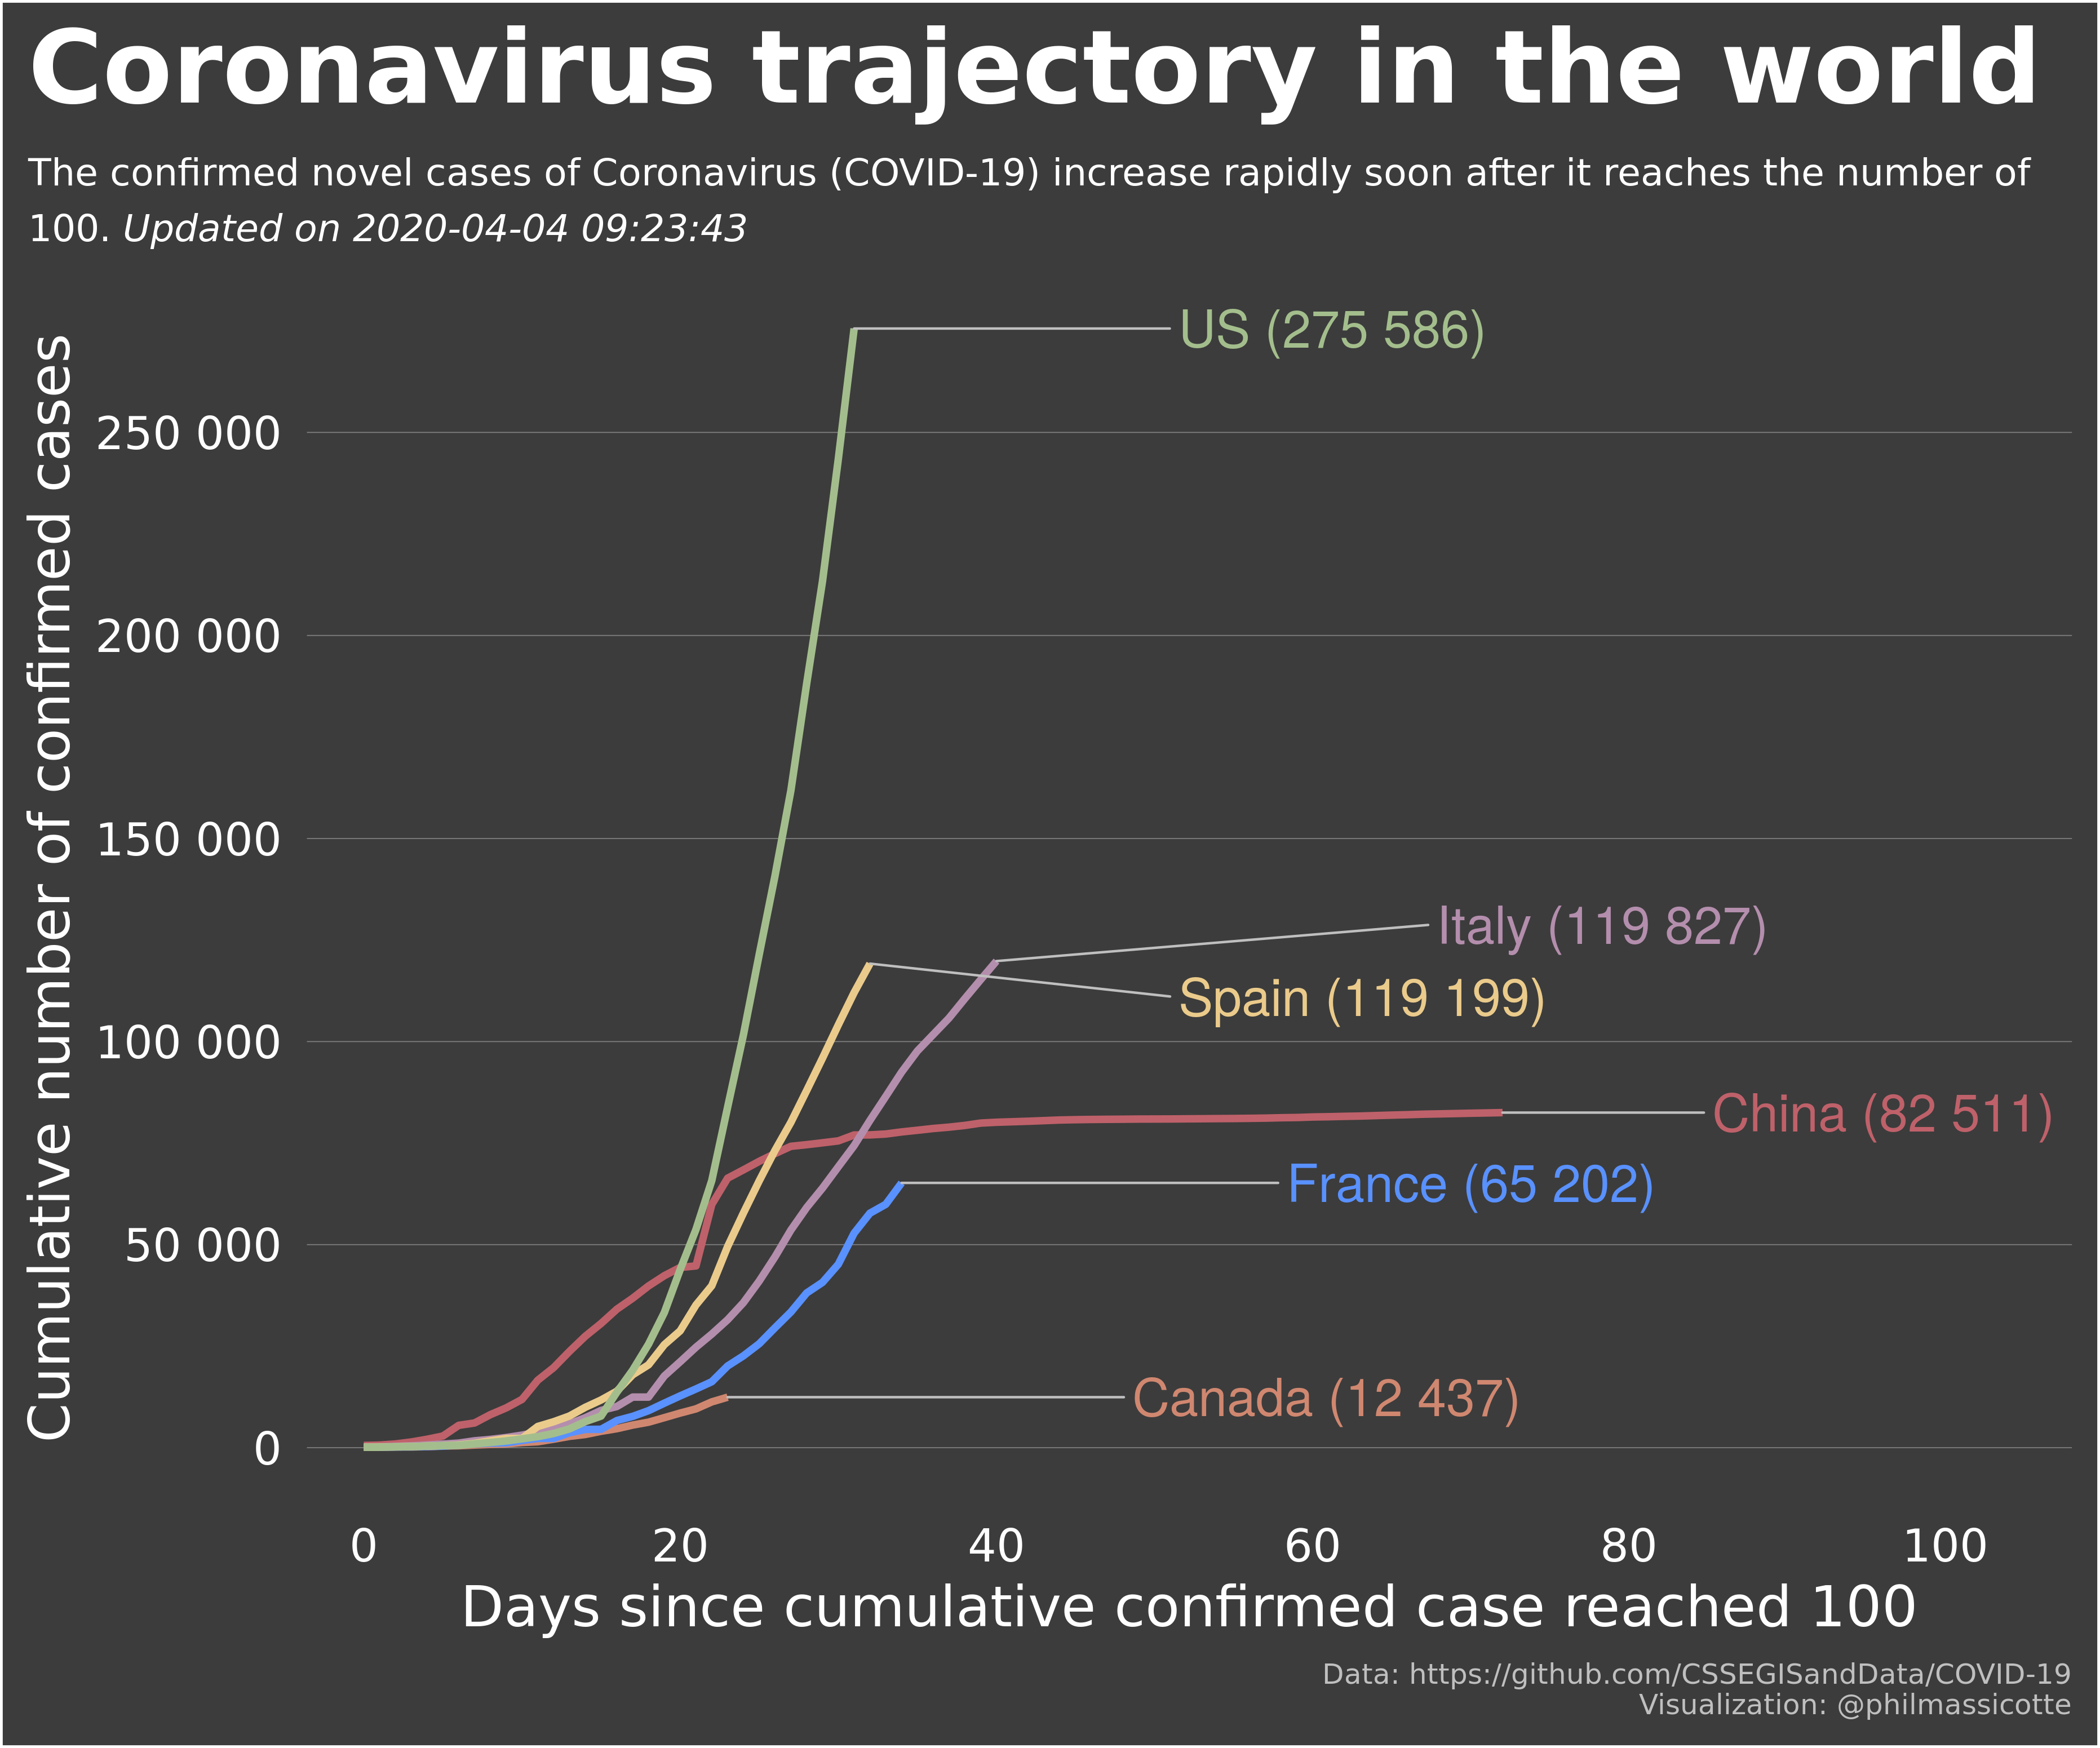 Coronavirus trajectory in the world
The confirmed novel cases of Coronavirus (COVID-19) increase rapidly soon after it reaches the number of
100. Updated on 2020-04-04 09:23:43
Cumulative number of confirmed cases
250 000
200 000
150 000
100 000
50 000
0
US (275 586)
Italy (119 827)
Spain (119 199)
China (82 511)
France (65 202)
Canada (12 437)
0 20 40 60 80 100
Days since cumulative confirmed case reached 100
Data: https://github.com/CSSEGISandData/COVID-19
Visualization: @philmassicotte